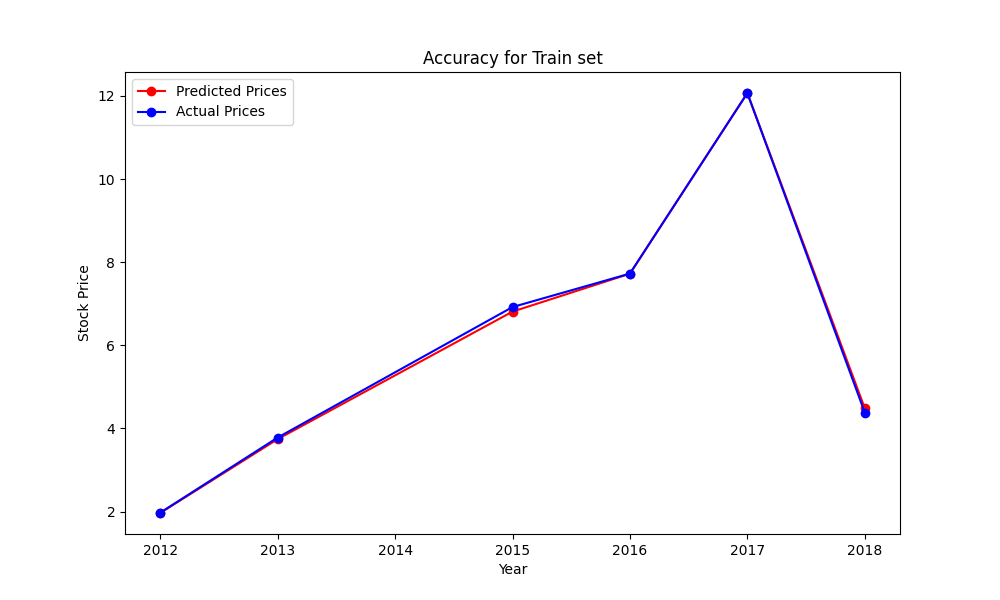 Accuracy for Train set
Predicted Prices
Actual Prices
12
10
8
6
4
2
Stock Price
2012 2013 2014 2015 2016 2017 2018
Year